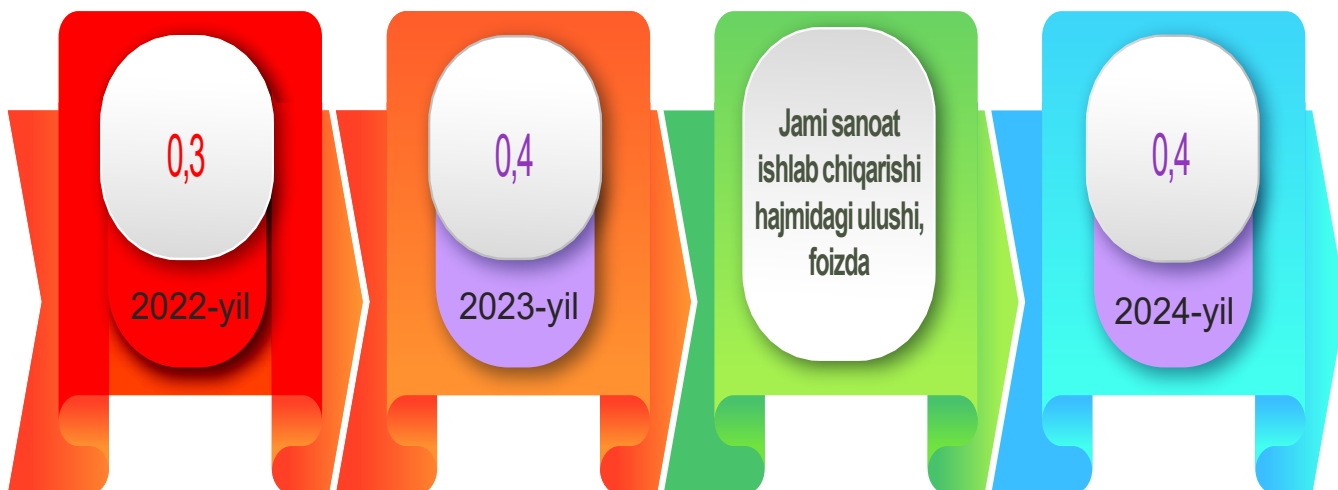 0,3
2022-yil
0,4
2023-yil
Jami sanoat
ishlab chiqarishi
hajmidagi ulushi,
foizda
0,4
2024-yil